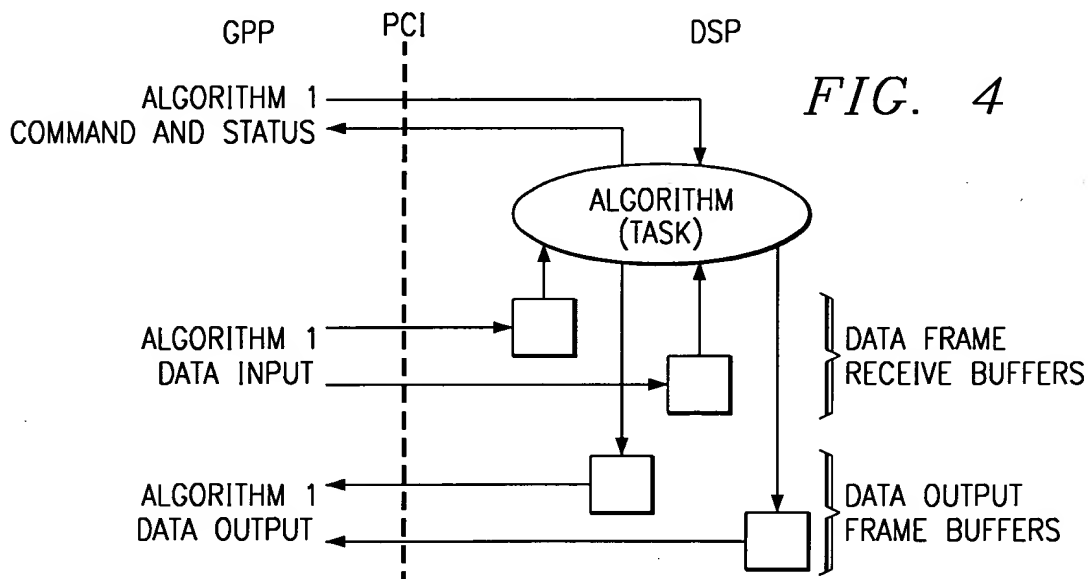 GPP
PCI
DSP
FIG. 4
ALGORITHM 1
COMMAND AND STATUS
ALGORITHM
(TASK)
ALGORITHM 1
DATA INPUT
DATA FRAME
RECEIVE BUFFERS
ALGORITHM 1
DATA OUTPUT
DATA OUTPUT
FRAME BUFFERS